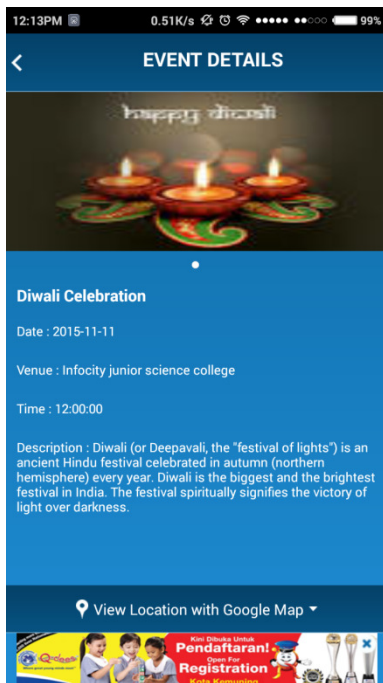 12:13PM 0.51K/s 99%
EVENT DETAILS
happy diwali
Diwali Celebration
Date : 2015-11-11
Venue : Infocity junior science college
Time : 12:00:00
Description : Diwali (or Deepavali, the "festival of lights") is an
ancient Hindu festival celebrated in autumn (northern
hemisphere) every year. Diwali is the biggest and the brightest
festival in India. The festival spiritually signifies the victory of
light over darkness.
View Location with Google Map
Kini Dibuka Untuk
Pendaftaran!
Open For
Registration
Kota Kemuning